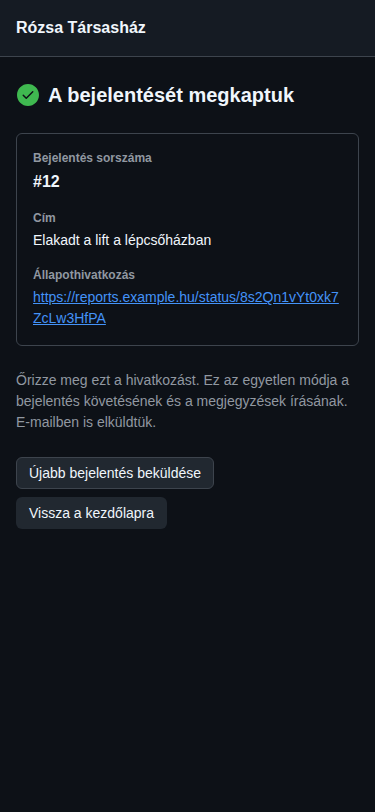 Rózsa Társasház
A bejelentését megkaptuk
Bejelentés sorszáma
#12
Cím
Elakadt a lift a lépcsőházban
Állapothivatkozás
https://reports.example.hu/status/8s2Qn1vYt0xk7
ZcLw3HfPA
Őrizze meg ezt a hivatkozást. Ez az egyetlen módja a
bejelentés követésének és a megjegyzések írásának.
E-mailben is elküldtük.
Újabb bejelentés beküldése
Vissza a kezdőlapra